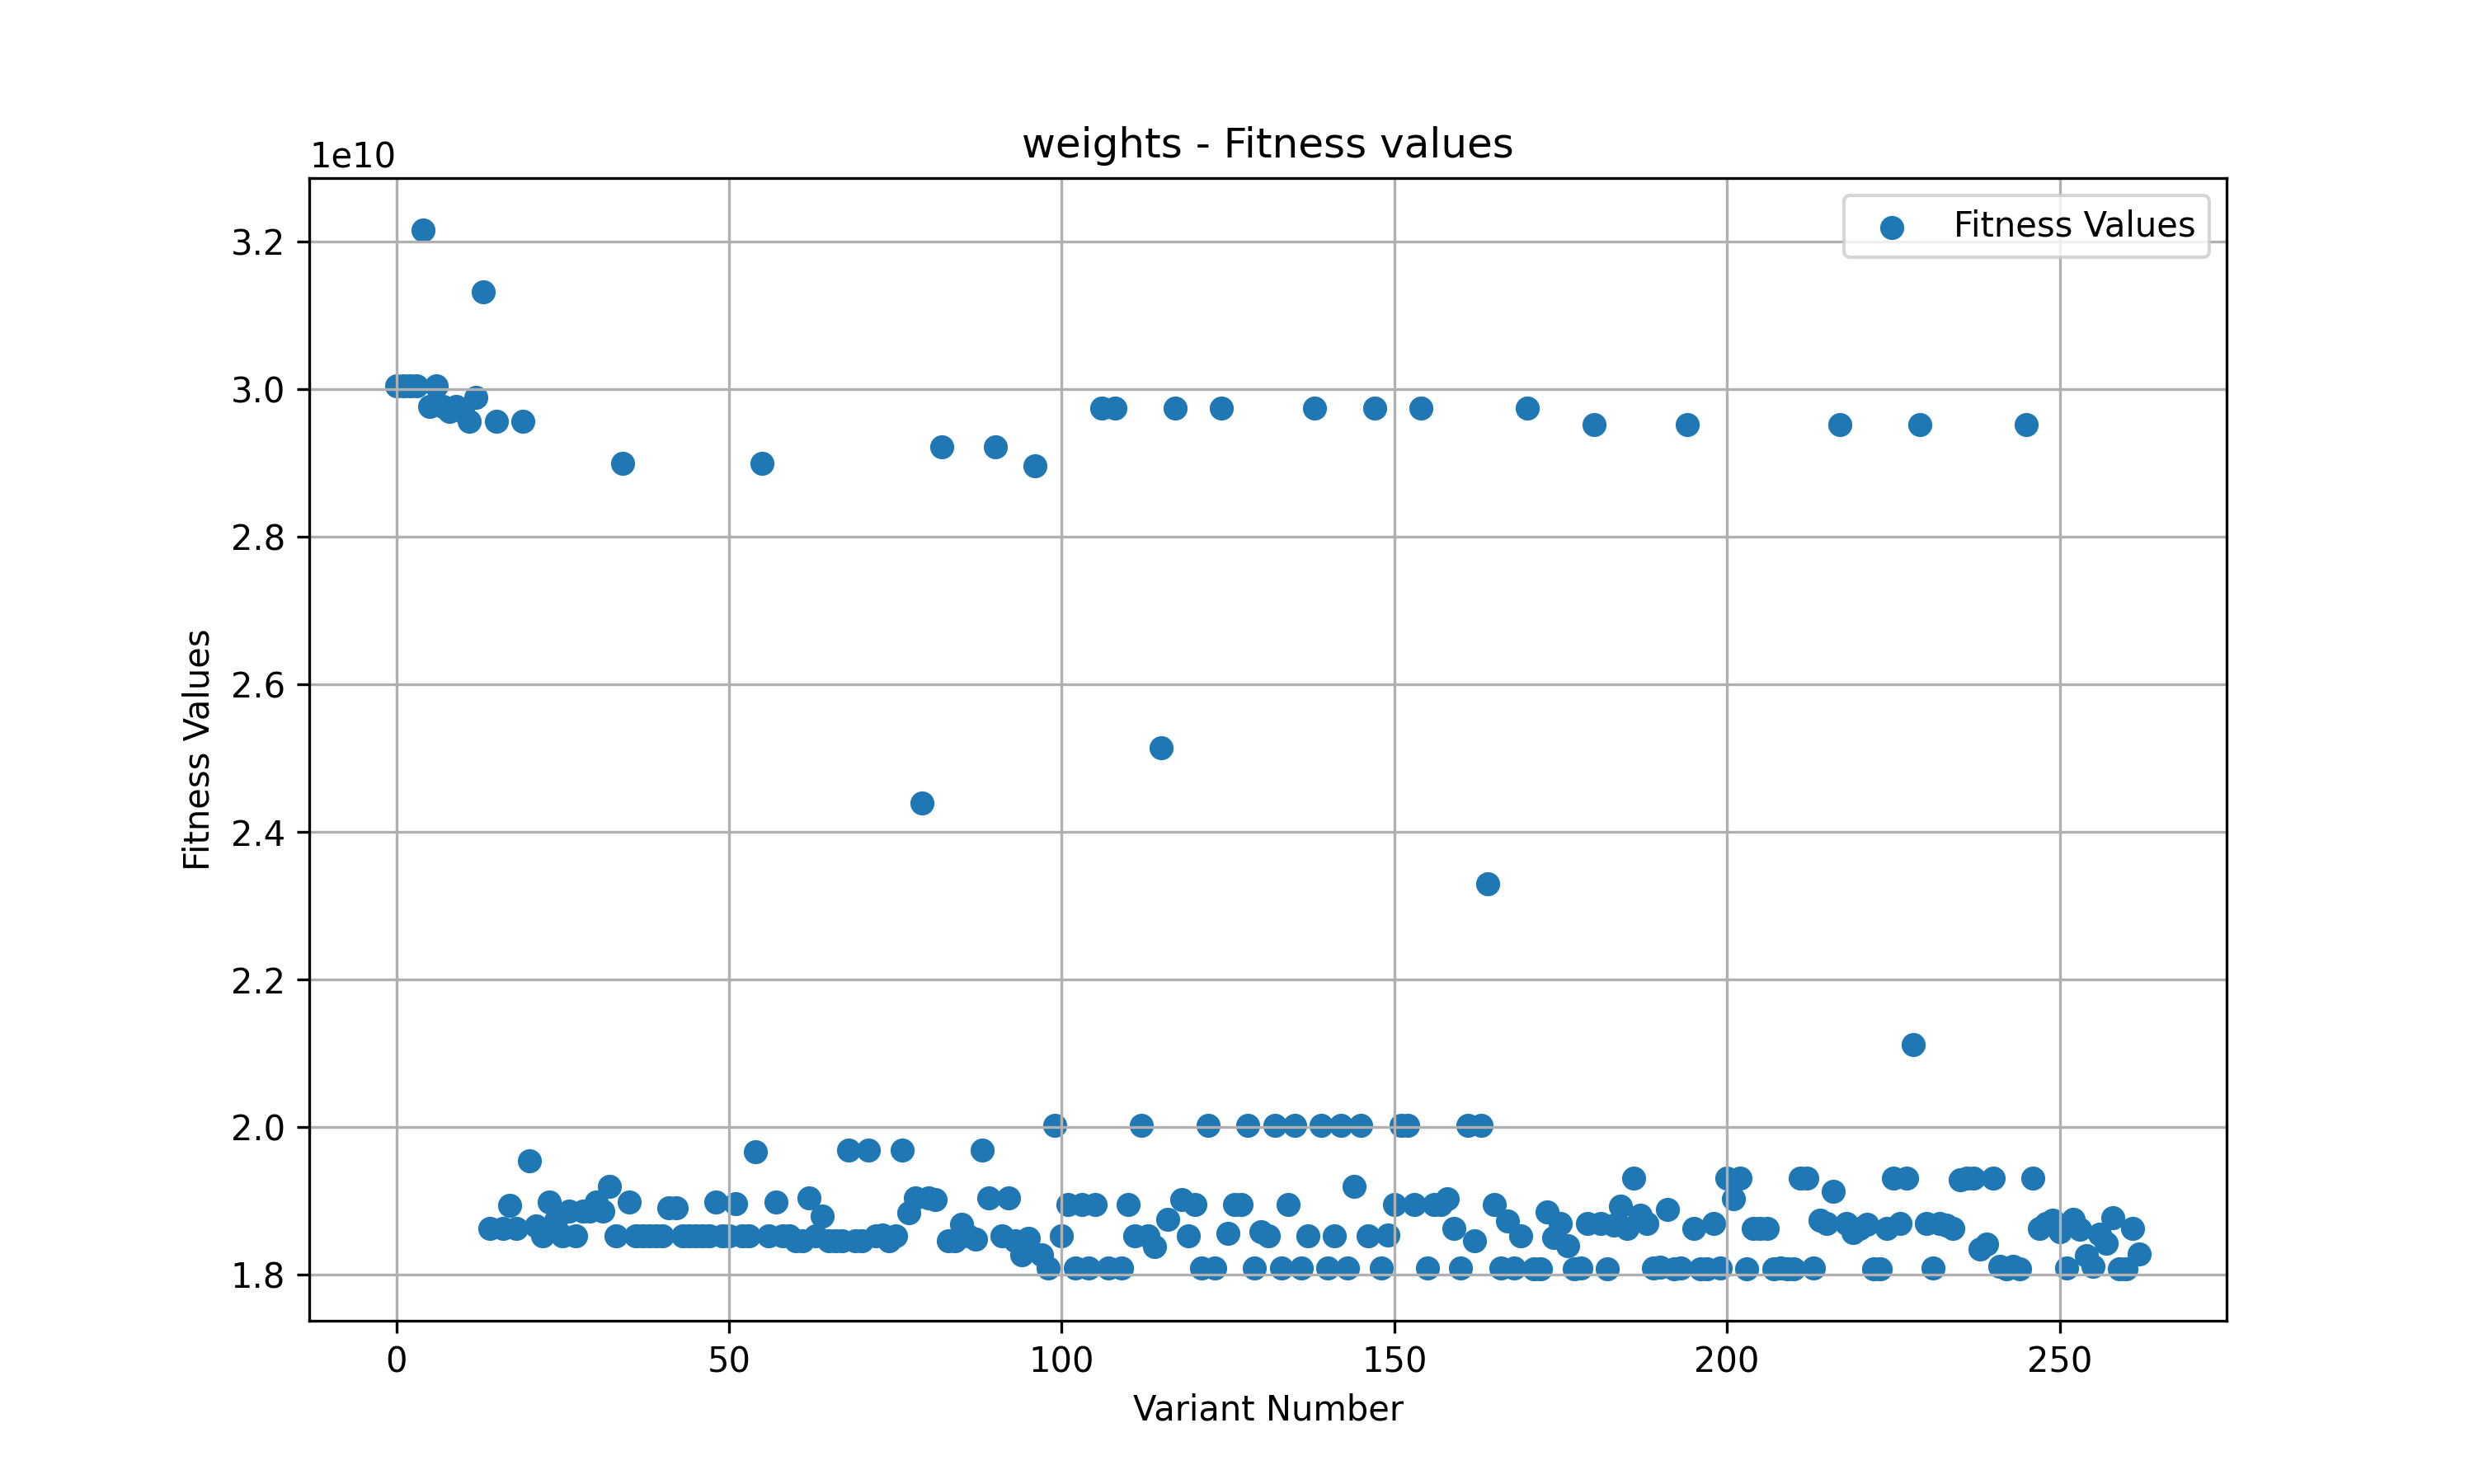 weights - Fitness values
1e10
Fitness Values
3.2
3.0
2.8
2.6
2.4
2.2
2.0
1.8
Fitness Values
0 50 100 150 200 250
Variant Number